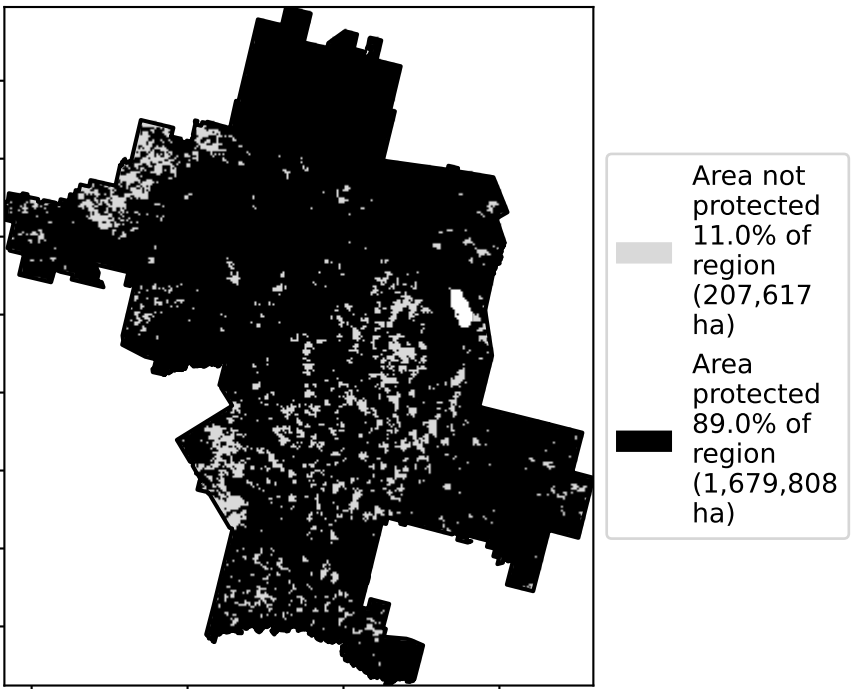 Area not
protected
11.0% of
region
(207,617
ha)
Area
protected
89.0% of
region
(1,679,808
ha)